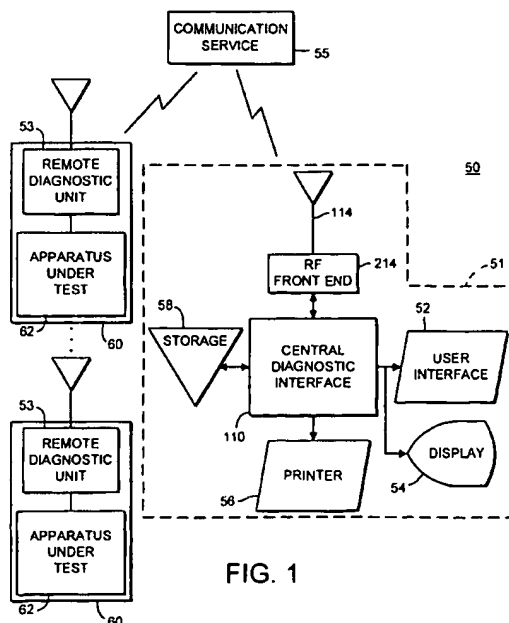 COMMUNICATION
SERVICE
55
53
REMOTE
DIAGNOSTIC
UNIT
APPARATUS
UNDER
TEST
62
60
50
114
51
RF
FRONT END
214
58
STORAGE
CENTRAL
DIAGNOSTIC
INTERFACE
110
52
USER
INTERFACE
DISPLAY
54
PRINTER
56
53
REMOTE
DIAGNOSTIC
UNIT
APPARATUS
UNDER
TEST
62
60
FIG. 1